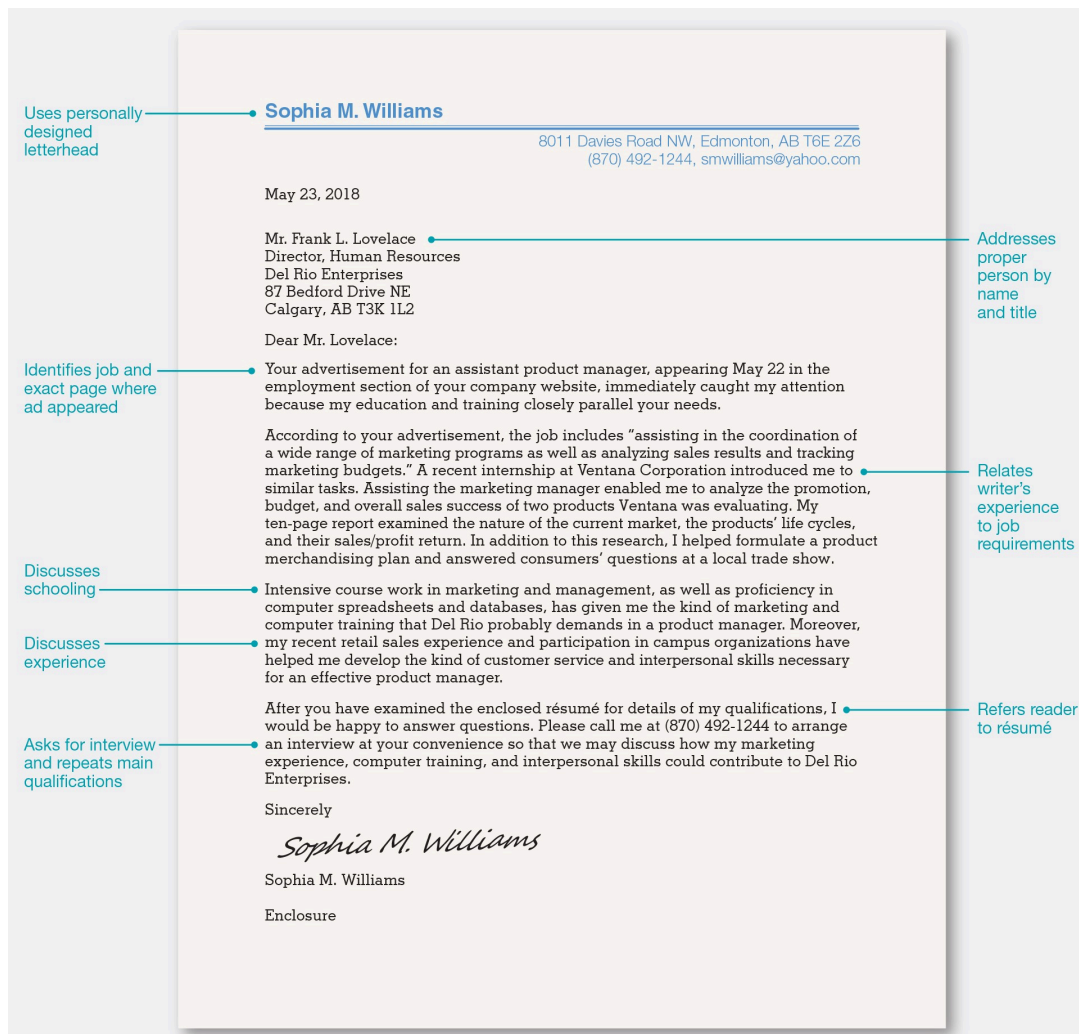 Uses personally
designed
letterhead
Sophia M. Williams
8011 Davies Road NW, Edmonton, AB T6E 2Z6
(870) 492-1244, smwilliams@yahoo.com
May 23, 2018
Mr. Frank L. Lovelace
Director, Human Resources
Del Rio Enterprises
87 Bedford Drive NE
Calgary, AB T3K 1L2
Addresses
proper
person by
name
and title
Dear Mr. Lovelace:
Identifies job and
exact page where
ad appeared
Your advertisement for an assistant product manager, appearing May 22 in the
employment section of your company website, immediately caught my attention
because my education and training closely parallel your needs.
According to your advertisement, the job includes “assisting in the coordination of
a wide range of marketing programs as well as analyzing sales results and tracking
marketing budgets.” A recent internship at Ventana Corporation introduced me to
similar tasks. Assisting the marketing manager enabled me to analyze the promotion,
budget, and overall sales success of two products Ventana was evaluating. My
ten-page report examined the nature of the current market, the products’ life cycles,
and their sales/profit return. In addition to this research, I helped formulate a product
merchandising plan and answered consumers’ questions at a local trade show.
Relates
writer’s
experience
to job
requirements
Discusses
schooling
Intensive course work in marketing and management, as well as proficiency in
computer spreadsheets and databases, has given me the kind of marketing and
computer training that Del Rio probably demands in a product manager. Moreover,
my recent retail sales experience and participation in campus organizations have
helped me develop the kind of customer service and interpersonal skills necessary
for an effective product manager.
Discusses
experience
After you have examined the enclosed résumé for details of my qualifications, I
would be happy to answer questions. Please call me at (870) 492-1244 to arrange
an interview at your convenience so that we may discuss how my marketing
experience, computer training, and interpersonal skills could contribute to Del Rio
Enterprises.
Refers reader
to résumé
Asks for interview
and repeats main
qualifications
Sincerely
Sophia M. Williams
Sophia M. Williams
Enclosure